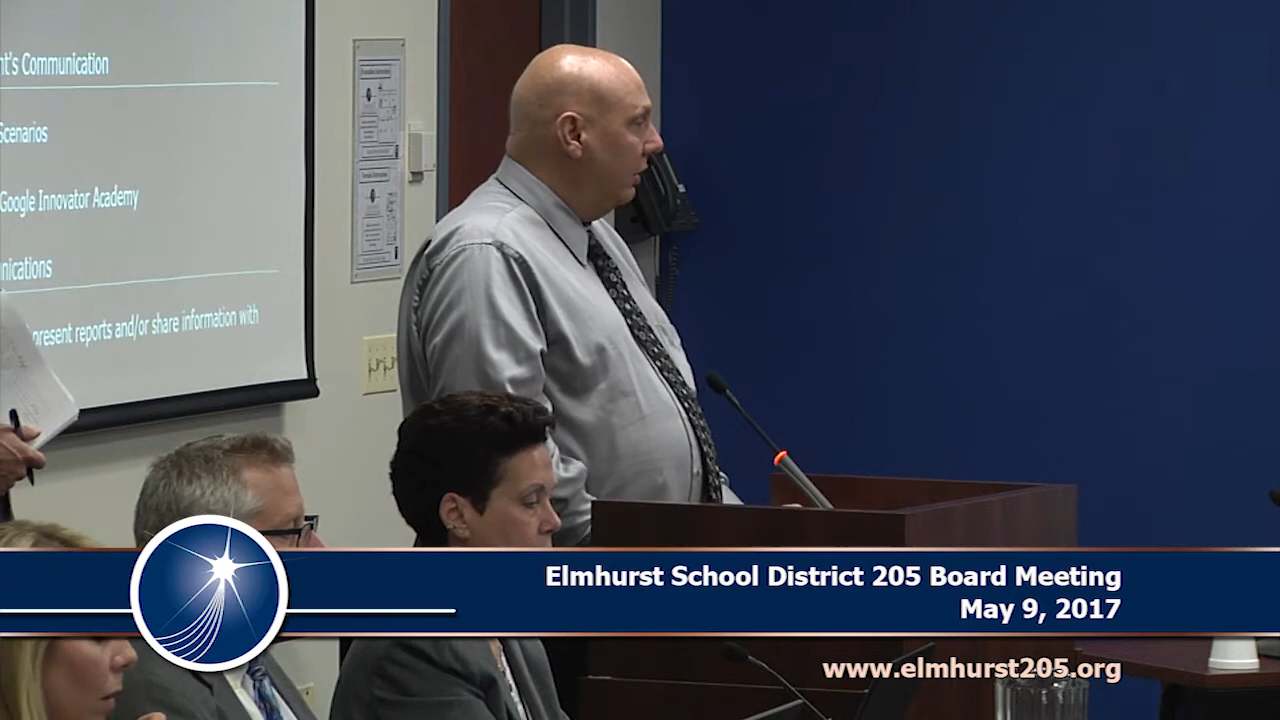 nt's Communication
Scenarios
Google Innovator Academy
nications
present reports and/or share information with
Elmhurst School District 205 Board Meeting
May 9, 2017
www.elmhurst205.org